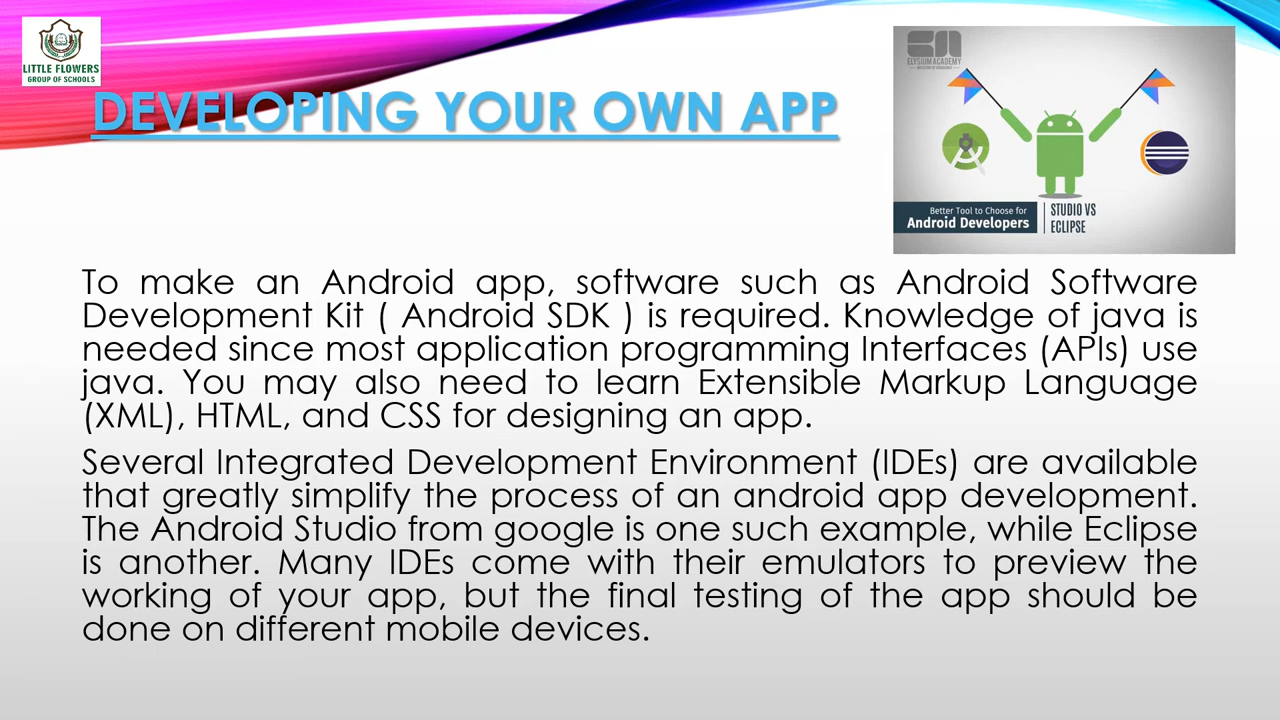 LITTLE FLOWERS
GROUP OF SCHOOLS
DEVELOPING YOUR OWN APP
ELYSIUM ACADEMY
Better Tool to Choose for
Android Developers
STUDIO VS
ECLIPSE
To make an Android app, software such as Android Software
Development Kit ( Android SDK ) is required. Knowledge of java is
needed since most application programming Interfaces (APIs) use
java. You may also need to learn Extensible Markup Language
(XML), HTML, and CSS for designing an app.
Several Integrated Development Environment (IDEs) are available
that greatly simplify the process of an android app development.
The Android Studio from google is one such example, while Eclipse
is another. Many IDEs come with their emulators to preview the
working of your app, but the final testing of the app should be
done on different mobile devices.